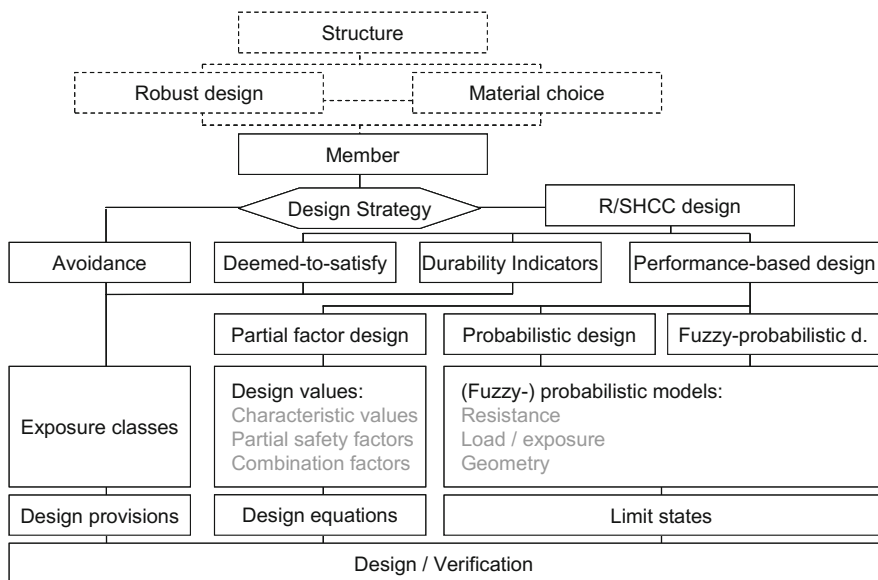 Structure
Robust design
Material choice
Member
Design Strategy
R/SHCC design
Avoidance
Deemed-to-satisfy
Durability Indicators
Performance-based design
Partial factor design
Probabilistic design
Fuzzy-probabilistic d.
Exposure classes
Design values:
Characteristic values
Partial safety factors
Combination factors
(Fuzzy-) probabilistic models:
Resistance
Load / exposure
Geometry
Design provisions
Design equations
Limit states
Design / Verification